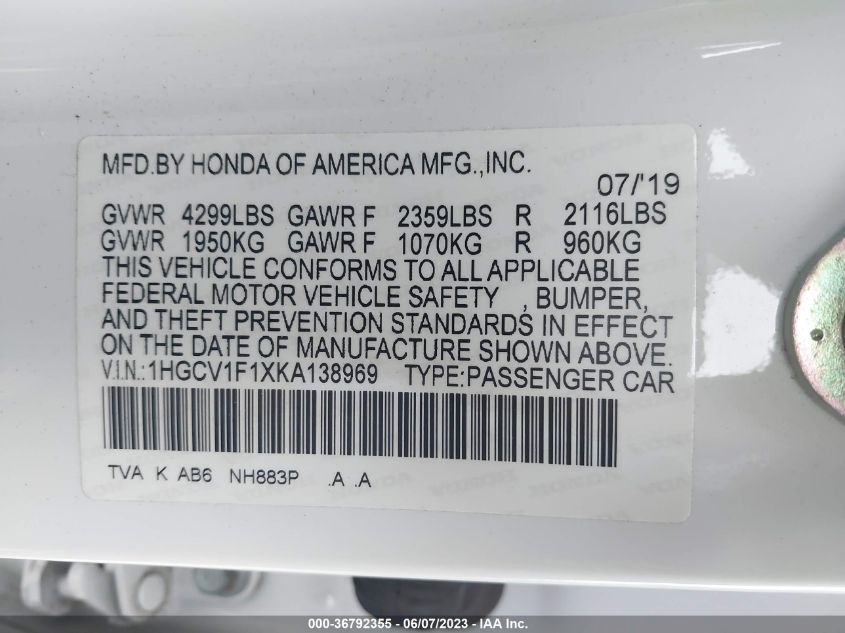 MFD.BY HONDA OF AMERICA MFG.,INC.
07/'19
GVWR 4299LBS GAWR F 2359LBS R 2116LBS
GVWR 1950KG GAWR F 1070KG R 960KG
THIS VEHICLE CONFORMS TO ALL APPLICABLE
FEDERAL MOTOR VEHICLE SAFETY , BUMPER,
AND THEFT PREVENTION STANDARDS IN EFFECT
ON THE DATE OF MANUFACTURE SHOWN ABOVE.
V.I.N.:1HGCV1F1XKA138969 TYPE:PASSENGER CAR
TVA K AB6 NH883P .A .A
000-36792355 - 06/07/2023 - IAA Inc.